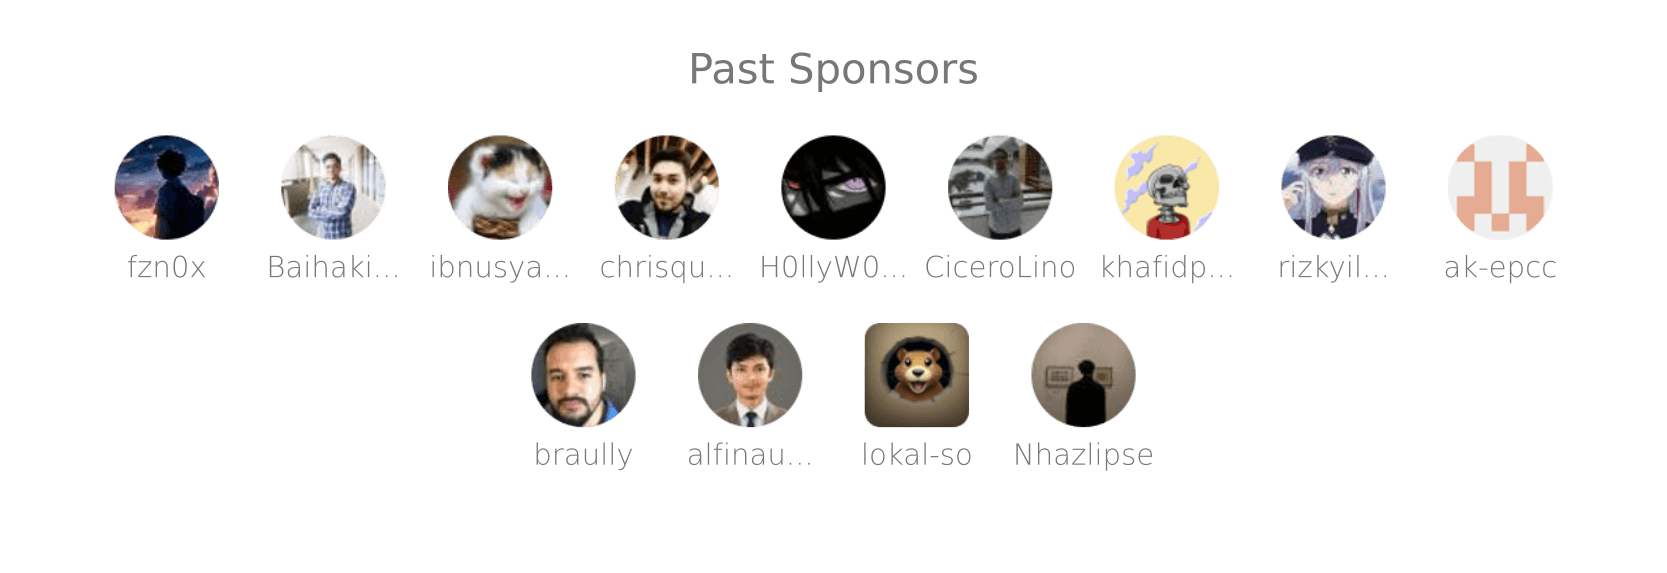 Past Sponsors
fzn0x Baihaki... ibnusya... chrisqu... H0llyW0... CiceroLino khafidp... rizkyil... ak-epcc
braully alfinau... lokal-so Nhazlipse